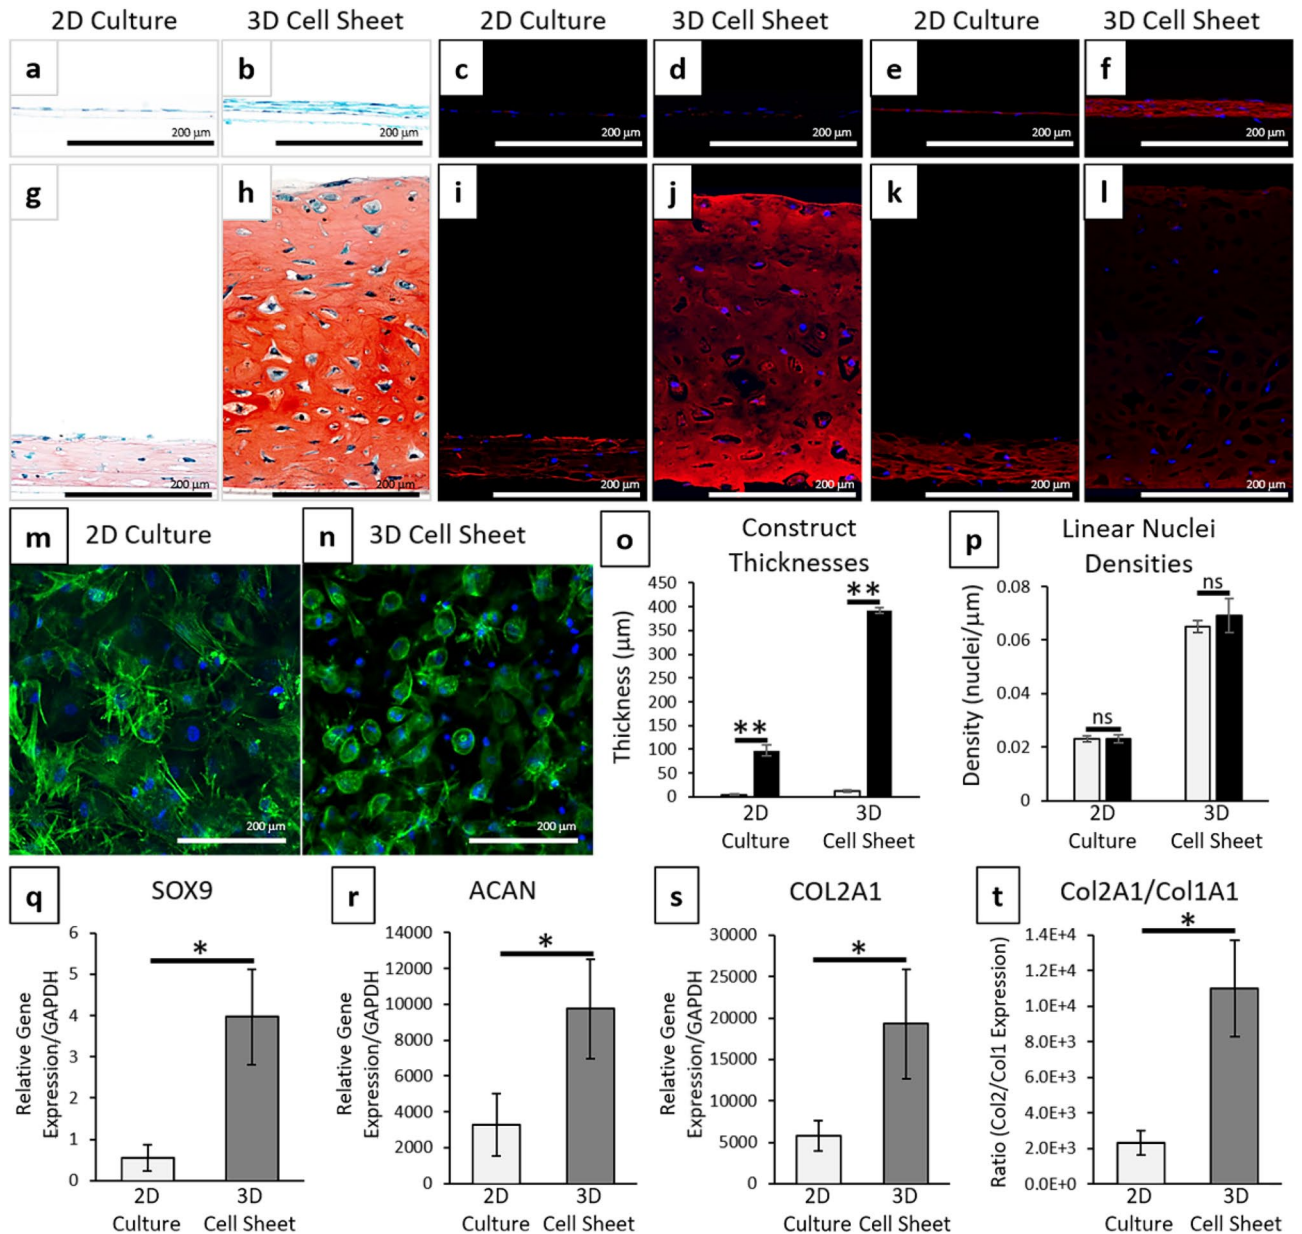 2D Culture 3D Cell Sheet 2D Culture 3D Cell Sheet 2D Culture 3D Cell Sheet
a b c d e f
200 μm 200 μm 200 μm 200 μm 200 μm 200 μm
g h i j k l
200 μm 200 μm 200 μm 200 μm 200 μm 200 μm
m 2D Culture n 3D Cell Sheet
200 μm 200 μm
o Construct
Thicknesses
Thickness (μm)
450
400
350
300
250
200
150
100
50
0
**
**
2D 3D
Culture Cell Sheet
p Linear Nuclei
Densities
Density (nuclei/μm)
0.08
0.06
0.04
0.02
0
ns
ns
2D 3D
Culture Cell Sheet
q SOX9
Relative Gene
Expression/GAPDH
6
5
4
3
2
1
0
*
2D 3D
Culture Cell Sheet
r ACAN
Relative Gene
Expression/GAPDH
14000
12000
10000
8000
6000
4000
2000
0
*
2D 3D
Culture Cell Sheet
s COL2A1
Relative Gene
Expression/GAPDH
30000
25000
20000
15000
10000
5000
0
*
2D 3D
Culture Cell Sheet
t Col2A1/Col1A1
Ratio (Col2/Col1 Expression)
1.4E+4
1.2E+4
1.0E+4
8.0E+3
6.0E+3
4.0E+3
2.0E+3
0.0E+0
*
2D 3D
Culture Cell Sheet